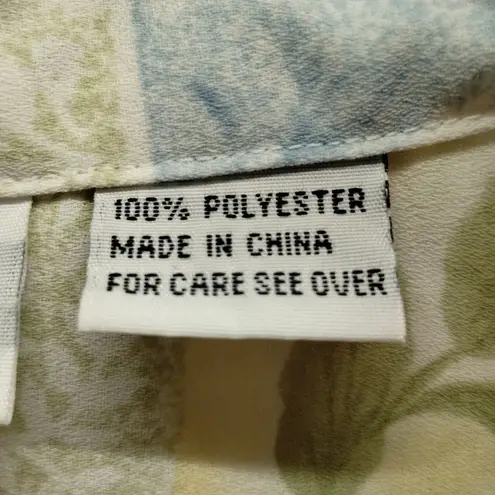 100% POLYESTER
MADE IN CHINA
FOR CARE SEE OVER